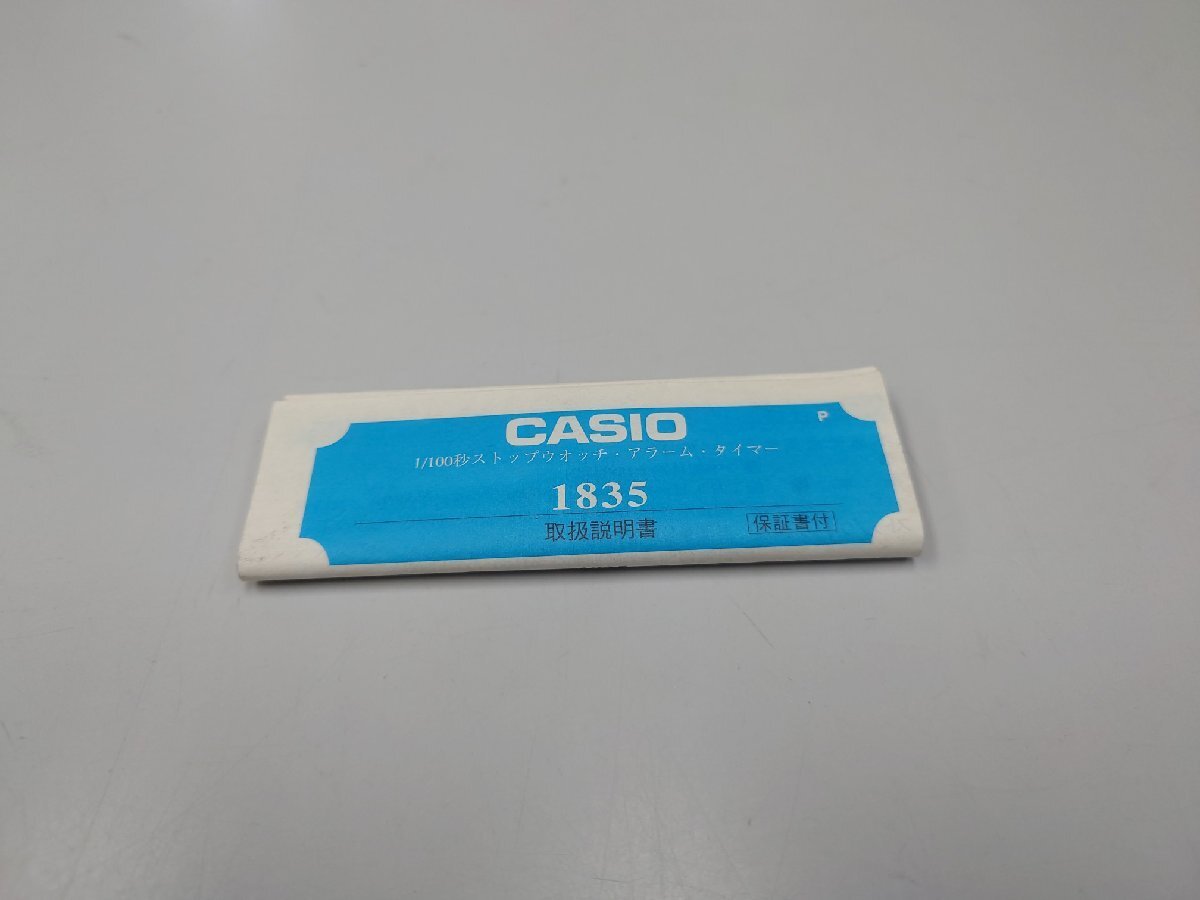 CASIO
P
1/100秒ストップウオッチ・アラーム・タイマー
1835
取扱説明書
保証書付